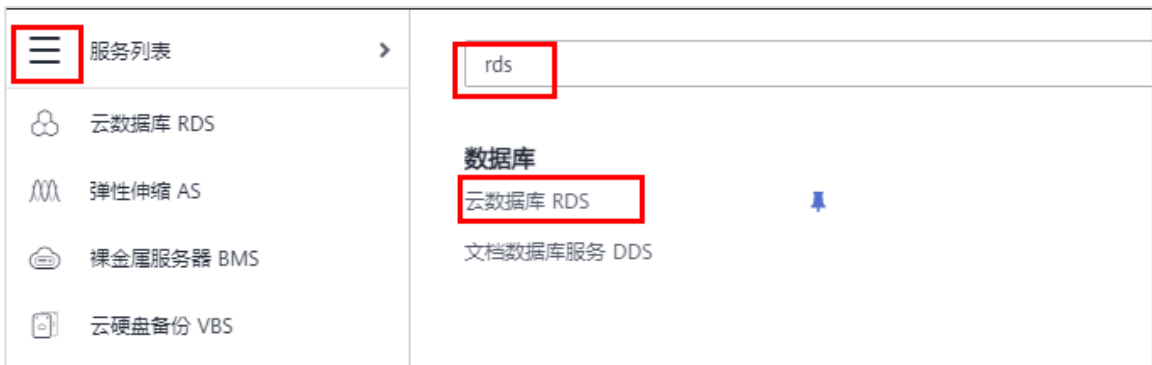 服务列表
云数据库 RDS
弹性伸缩 AS
裸金属服务器 BMS
云硬盘备份 VBS
rds
数据库
云数据库 RDS
文档数据库服务 DDS